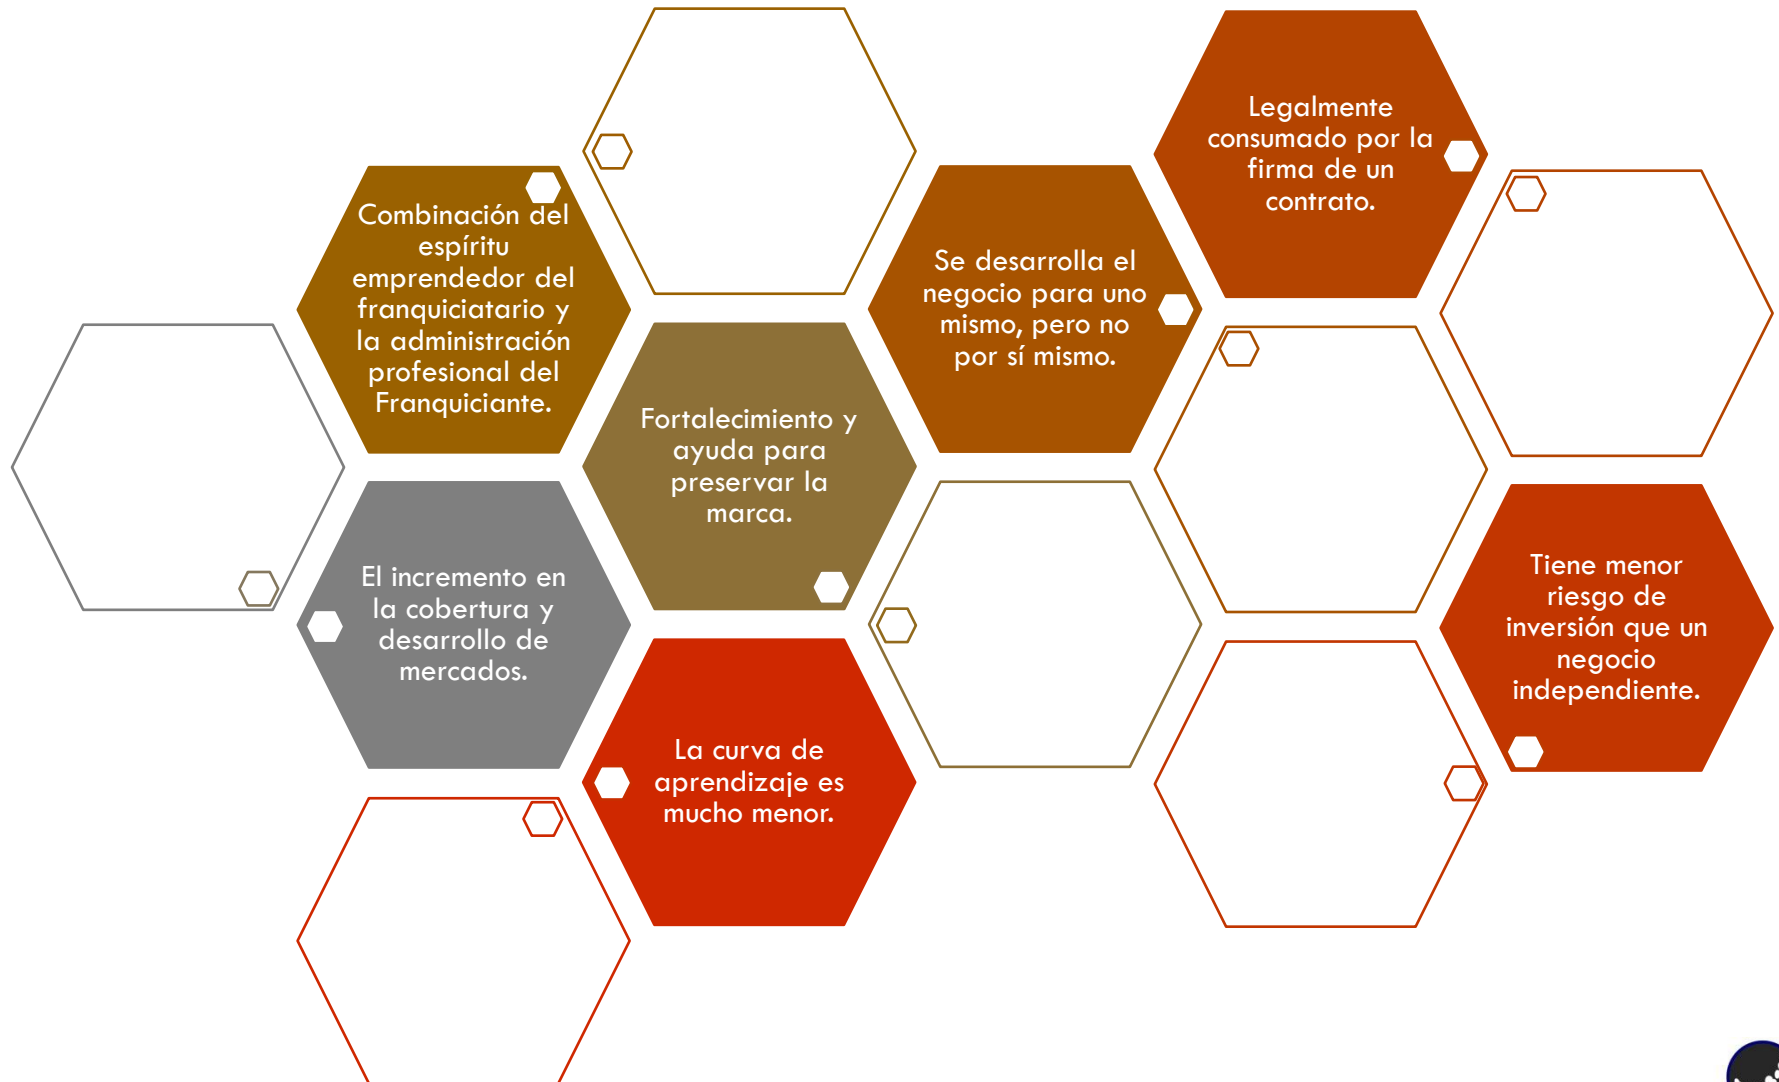 Legalmente
consumado por la
firma de un
contrato.
Combinación del
espíritu
emprendedor del
franquiciatario y
la administración
profesional del
Franquiciante.
Se desarrolla el
negocio para uno
mismo, pero no
por sí mismo.
Fortalecimiento y
ayuda para
preservar la
marca.
El incremento en
la cobertura y
desarrollo de
mercados.
Tiene menor
riesgo de
inversión que un
negocio
independiente.
La curva de
aprendizaje es
mucho menor.